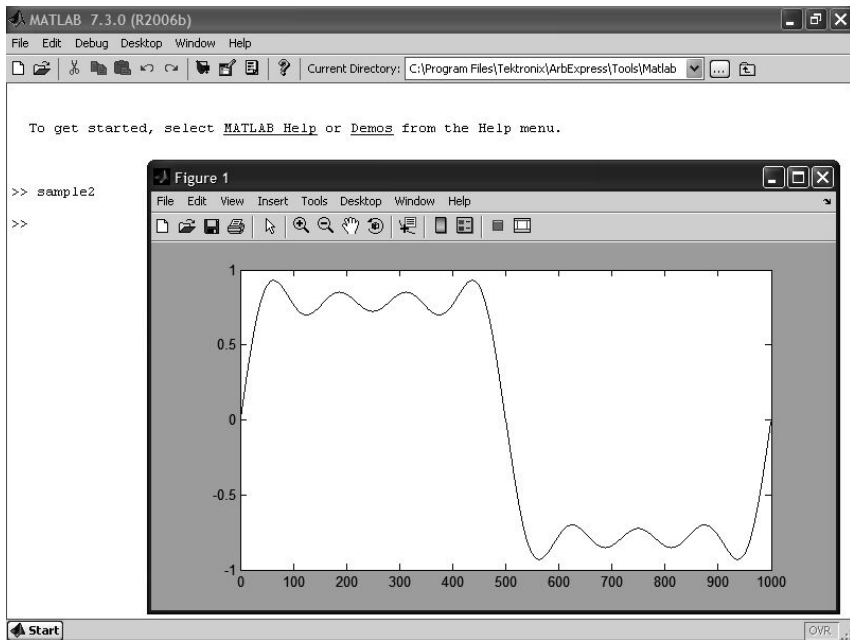 MATLAB 7.3.0 (R2006b)
File Edit Debug Desktop Window Help
Current Directory: C:\Program Files\Tektronix\ArbExpress\Tools\Matlab ...
To get started, select MATLAB Help or Demos from the Help menu.
>> sample2
>>
Figure 1
File Edit View Insert Tools Desktop Window Help
1
0.5
0
-0.5
-1
0 100 200 300 400 500 600 700 800 900 1000
Start
OVR